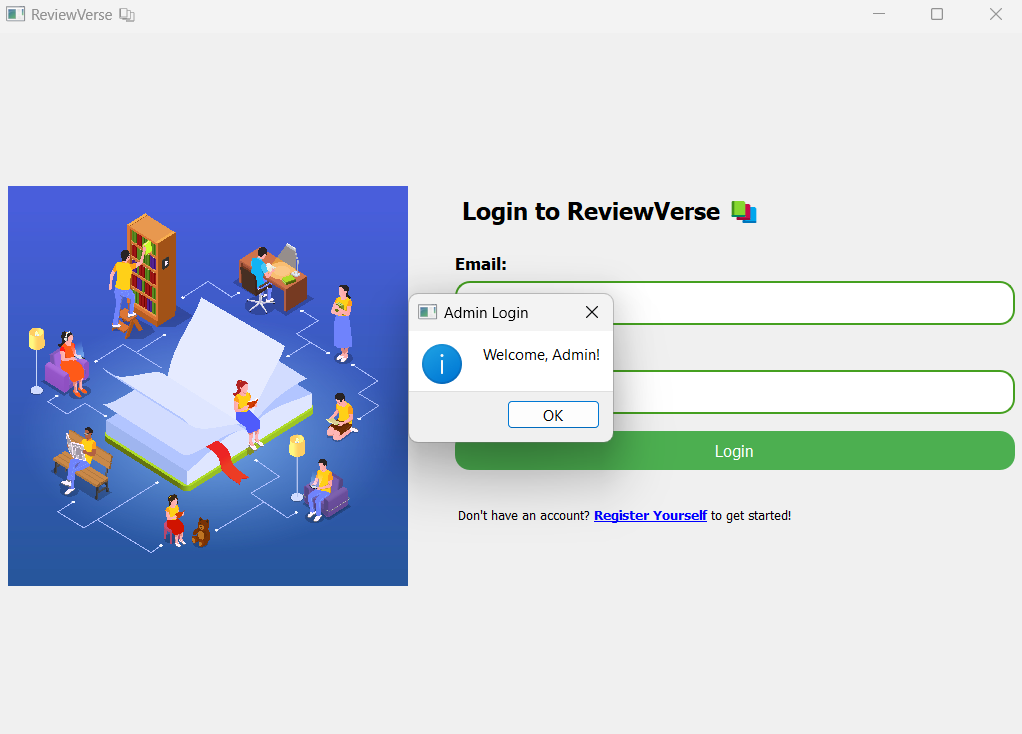 ReviewVerse
Login to ReviewVerse
Email:
Admin Login
Welcome, Admin!
OK
Login
Don't have an account? Register Yourself to get started!